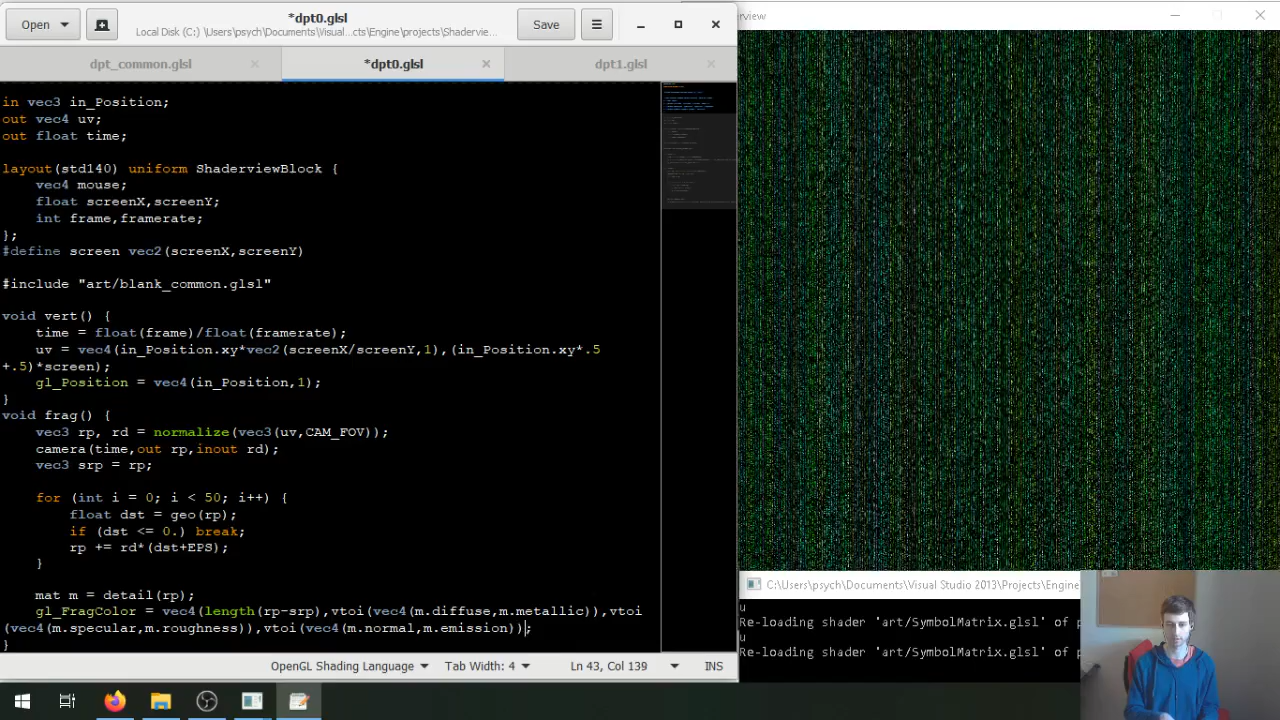 Open
*dpt0.glsl
Local Disk (C:) \Users\psych\Documents\Visual ...cts\Engine\projects\Shadervie...
Save
erview
dpt_common.glsl
*dpt0.glsl
dpt1.glsl
in vec3 in_Position;
out vec4 uv;
out float time;
layout(std140) uniform ShaderviewBlock {
vec4 mouse;
float screenX,screenY;
int frame,framerate;
};
#define screen vec2(screenX,screenY)
#include "art/blank_common.glsl"
void vert() {
time = float(frame)/float(framerate);
uv = vec4(in_Position.xy*vec2(screenX/screenY,1),(in_Position.xy*.5
+.5)*screen);
gl_Position = vec4(in_Position,1);
}
void frag() {
vec3 rp, rd = normalize(vec3(uv,CAM_FOV));
camera(time,out rp,inout rd);
vec3 srp = rp;
for (int i = 0; i < 50; i++) {
float dst = geo(rp);
if (dst <= 0.) break;
rp += rd*(dst+EPS);
}
mat m = detail(rp);
gl_FragColor = vec4(length(rp-srp),vtoi(vec4(m.diffuse,m.metallic)),vtoi
(vec4(m.specular,m.roughness)),vtoi(vec4(m.normal,m.emission));
}
OpenGL Shading Language
Tab Width: 4
Ln 43, Col 139
INS
C:\Users\psych\Documents\Visual Studio 2013\Projects\Engine
u
Re-loading shader 'art/SymbolMatrix.glsl' of p
u
Re-loading shader 'art/SymbolMatrix.glsl' of p